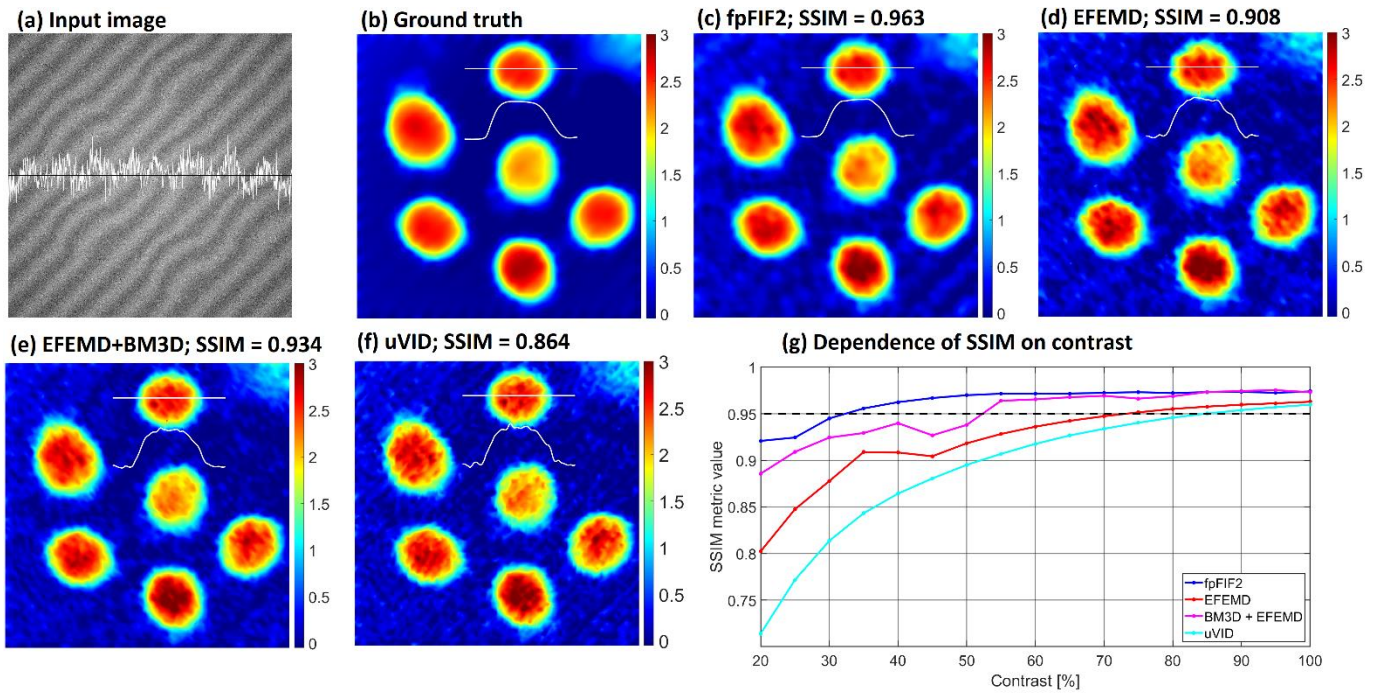 (a) Input image
(b) Ground truth
(c) fpFIF2; SSIM = 0.963
(d) EFEMD; SSIM = 0.908
3
2.5
2
1.5
1
0.5
0
3
2.5
2
1.5
1
0.5
0
3
2.5
2
1.5
1
0.5
0
(e) EFEMD+BM3D; SSIM = 0.934
(f) uVID; SSIM = 0.864
(g) Dependence of SSIM on contrast
3
2.5
2
1.5
1
0.5
0
3
2.5
2
1.5
1
0.5
0
SSIM metric value
1
0.95
0.9
0.85
0.8
0.75
fpFIF2
EFEMD
BM3D + EFEMD
uVID
20 30 40 50 60 70 80 90 100
Contrast [%]